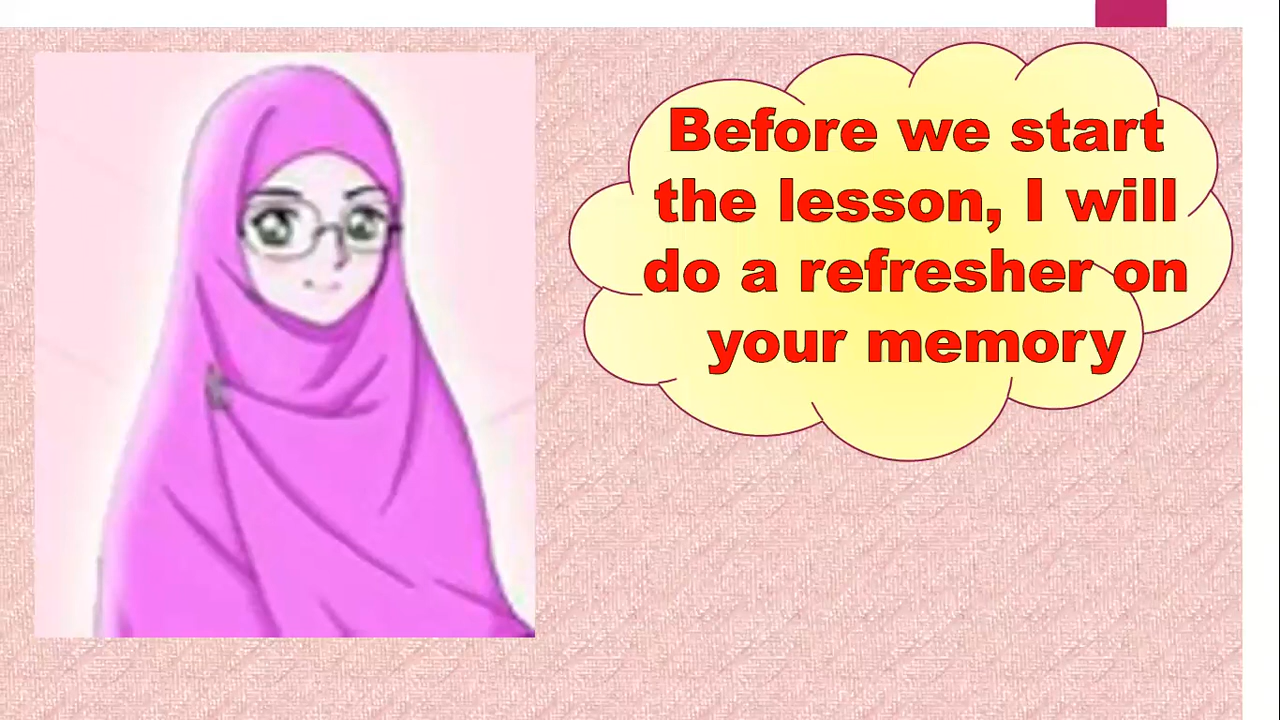 Before we start
the lesson, I will
do a refresher on
your memory